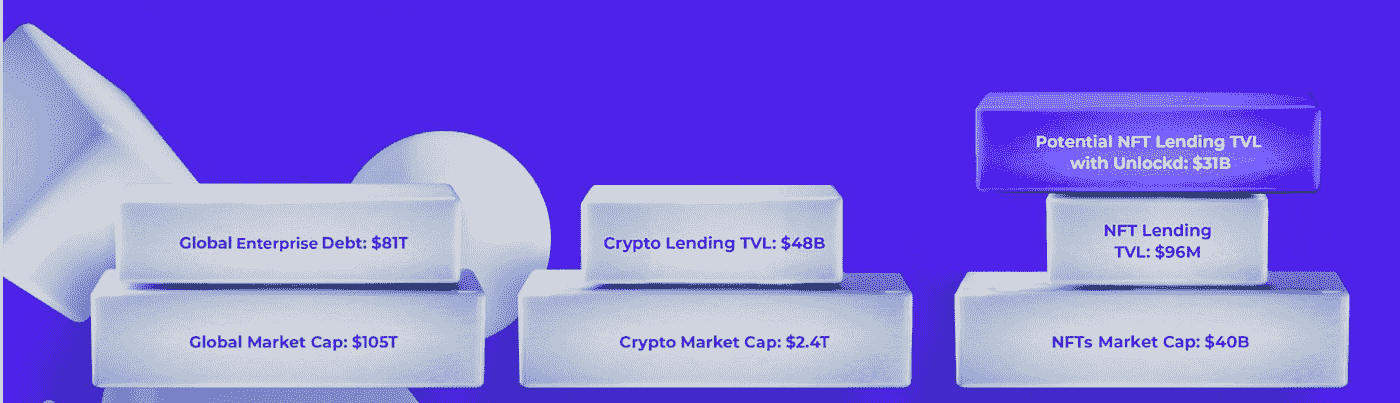 Global Enterprise Debt: $81T
Global Market Cap: $105T
Crypto Lending TVL: $48B
Crypto Market Cap: $2.4T
Potential NFT Lending TVL
with Unlockd: $31B
NFT Lending
TVL: $96M
NFTs Market Cap: $40B